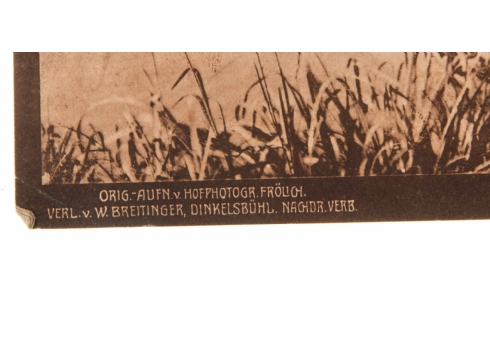 ORIG.-AUFN. v. HOFPHOTOGR. FRÖLICH.
VERL. v. W. BREITINGER, DINKELSBÜHL. NACHDR. VERB.